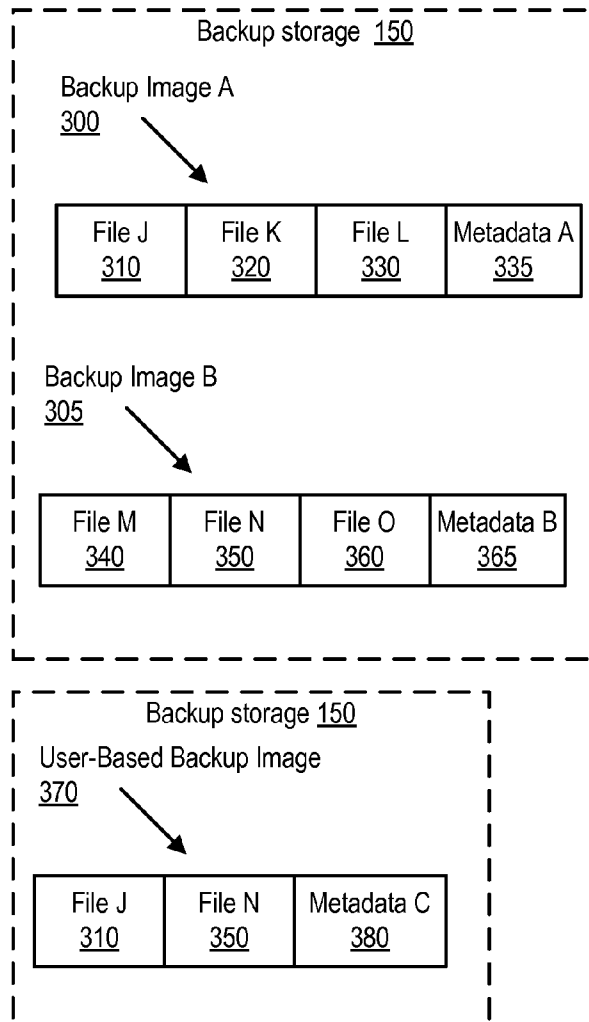 Backup storage 150
Backup Image A
300
File J File K File L Metadata A
310 320 330 335
Backup Image B
305
File M File N File O Metadata B
340 350 360 365
Backup storage 150
User-Based Backup Image
370
File J File N Metadata C
310 350 380